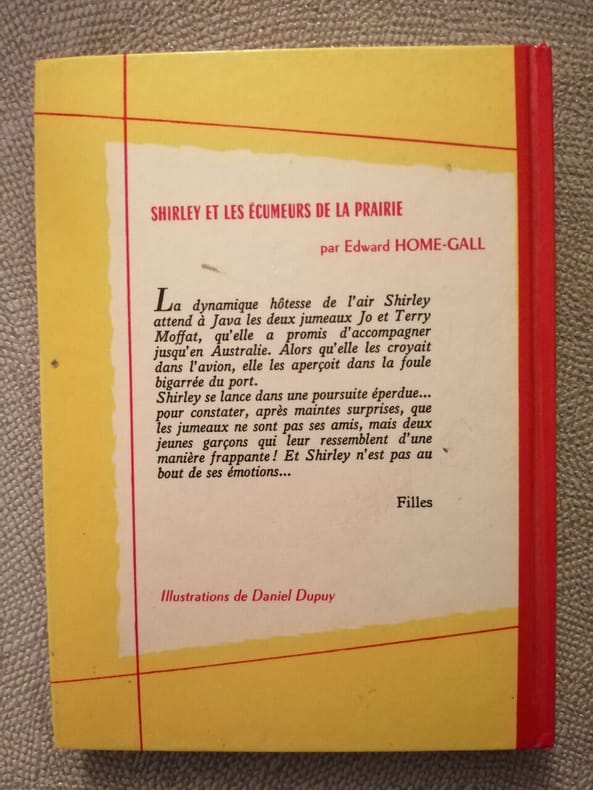 SHIRLEY ET LES ÉCUMEURS DE LA PRAIRIE
par Edward HOME-GALL
La dynamique hôtesse de l'air Shirley
attend à Java les deux jumeaux Jo et Terry
Moffat, qu'elle a promis d'accompagner
jusqu'en Australie. Alors qu'elle les croyait
dans l'avion, elle les aperçoit dans la foule
bigarrée du port.
Shirley se lance dans une poursuite éperdue...
pour constater, après maintes surprises, que
les jumeaux ne sont pas ses amis, mais deux
jeunes garçons qui leur ressemblent d'une
manière frappante ! Et Shirley n'est pas au
bout de ses émotions...
Filles
Illustrations de Daniel Dupuy